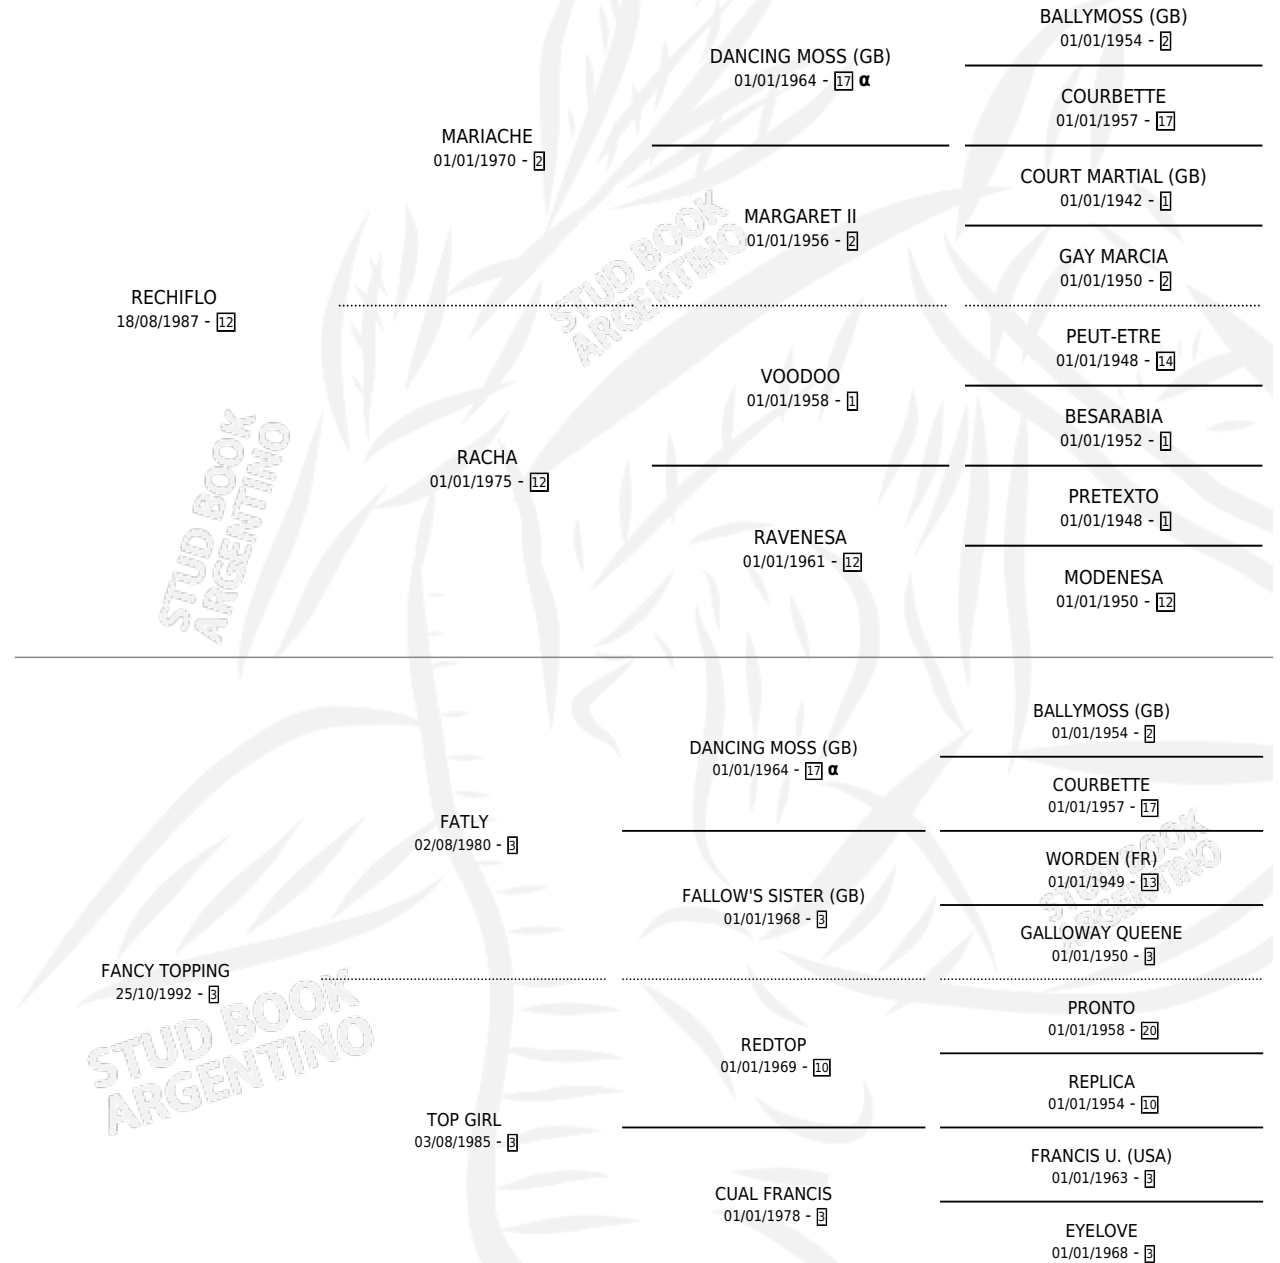 BALLYMOSS (GB)
01/01/1954 - 2
DANCING MOSS (GB)
01/01/1964 - 17 α
COURBETTE
01/01/1957 - 17
MARIACHE
01/01/1970 - 2
COURT MARTIAL (GB)
01/01/1942 - 1
MARGARET II
01/01/1956 - 2
GAY MARCIA
01/01/1950 - 2
RECHIFLO
18/08/1987 - 12
PEUT-ETRE
01/01/1948 - 14
VOODOO
01/01/1958 - 1
BESARABIA
01/01/1952 - 1
RACHA
01/01/1975 - 12
PRETEXTO
01/01/1948 - 1
RAVENESA
01/01/1961 - 12
MODENESA
01/01/1950 - 12
STUD BOOK
ARGENTINO
STUD BOOK
ARGENTINO
BALLYMOSS (GB)
01/01/1954 - 2
DANCING MOSS (GB)
01/01/1964 - 17 α
COURBETTE
01/01/1957 - 17
FATLY
02/08/1980 - 3
WORDEN (FR)
01/01/1949 - 13
FALLOW'S SISTER (GB)
01/01/1968 - 3
GALLOWAY QUEENE
01/01/1950 - 3
FANCY TOPPING
25/10/1992 - 3
PRONTO
01/01/1958 - 20
REDTOP
01/01/1969 - 10
REPLICA
01/01/1954 - 10
TOP GIRL
03/08/1985 - 3
FRANCIS U. (USA)
01/01/1963 - 3
CUAL FRANCIS
01/01/1978 - 3
EYELOVE
01/01/1968 - 3
STUD BOOK
ARGENTINO
STUD BOOK
ARGENTINO